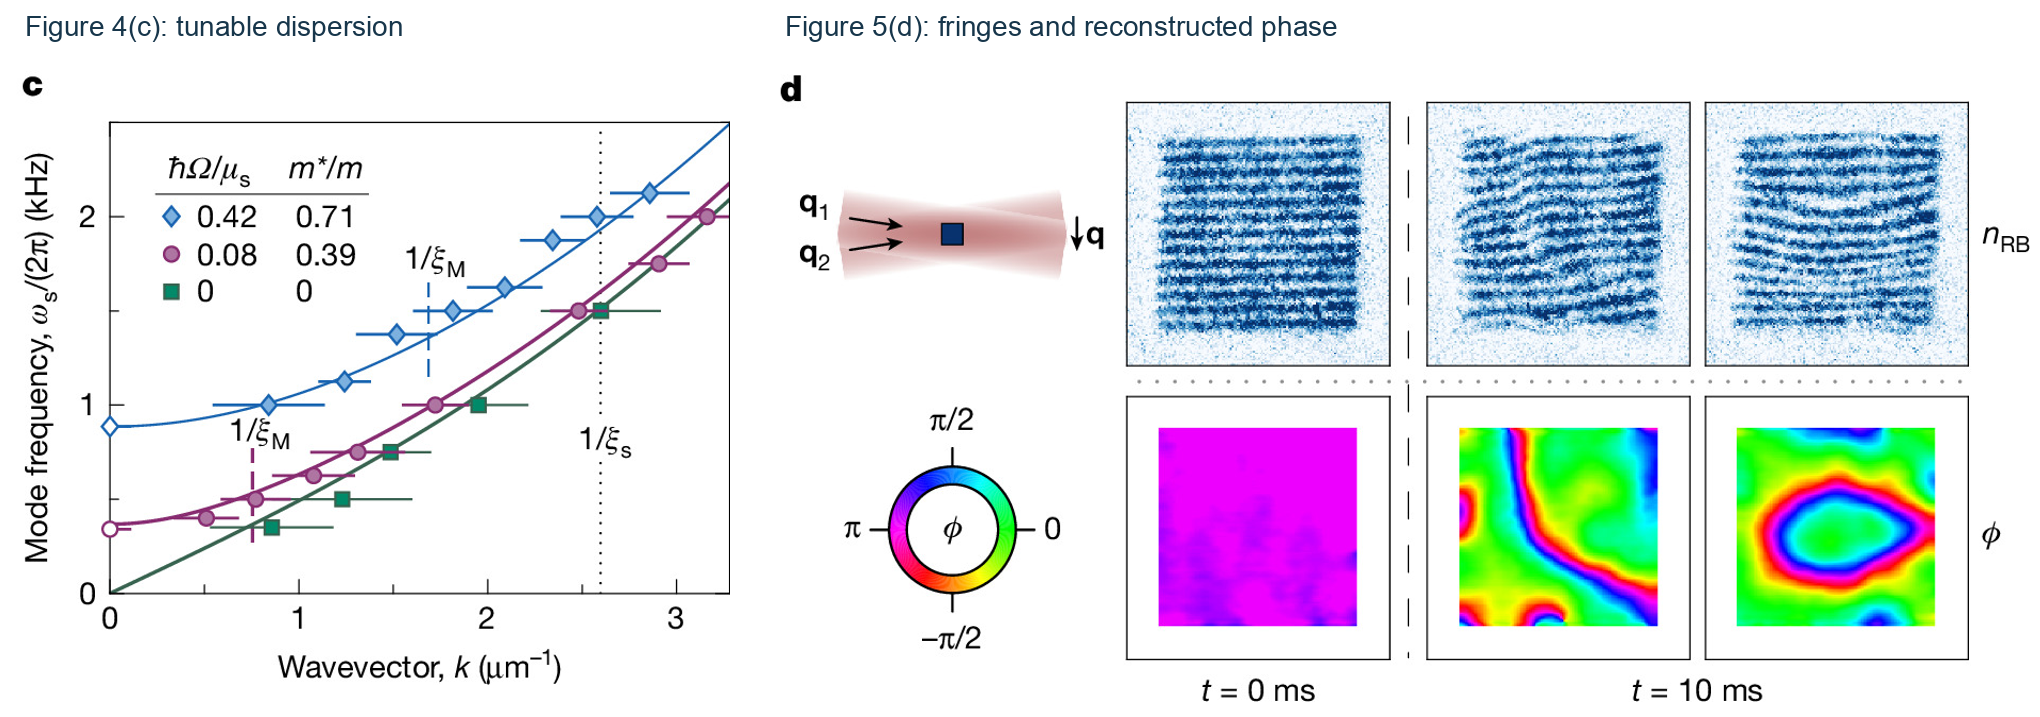 Figure 4(c): tunable dispersion
c
Mode frequency, ωs/(2π) (kHz)
ℏΩ/μs m*/m
0.42 0.71
0.08 0.39
0 0
1/ξM
1/ξM
1/ξs
2
1
0
0 1 2 3
Wavevector, k (μm⁻¹)
Figure 5(d): fringes and reconstructed phase
d
q1
q2
q
nRB
π/2
π ϕ 0
−π/2
ϕ
t = 0 ms t = 10 ms